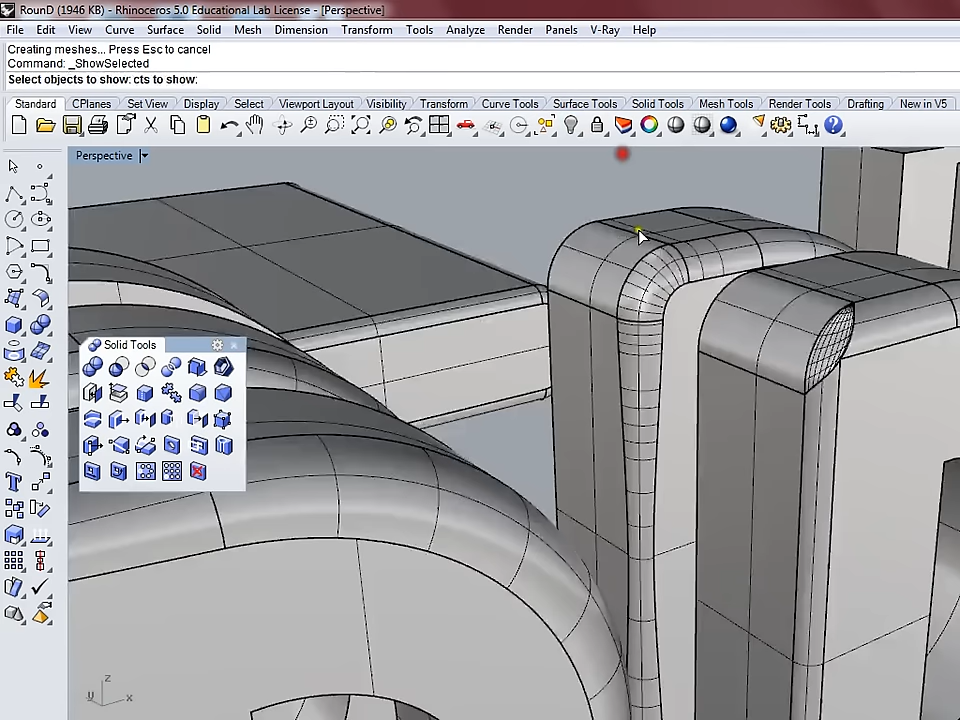 RounD (1946 KB) - Rhinoceros 5.0 Educational Lab License - [Perspective]
File Edit View Curve Surface Solid Mesh Dimension Transform Tools Analyze Render Panels V-Ray Help
Creating meshes... Press Esc to cancel
Command: _ShowSelected
Select objects to show: cts to show:
Standard CPlanes Set View Display Select Viewport Layout Visibility Transform Curve Tools Surface Tools Solid Tools Mesh Tools Render Tools Drafting New in V5
Perspective
Solid Tools
z
y x